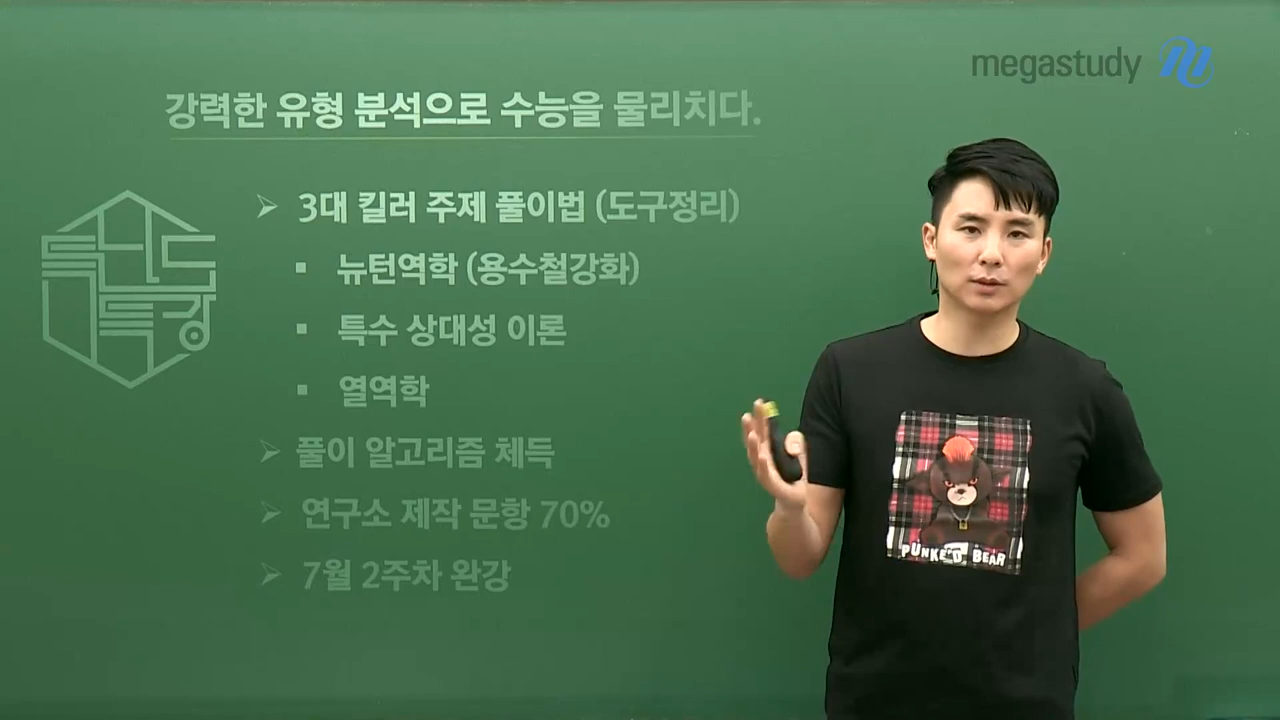 megastudy
강력한 유형 분석으로 수능을 물리치다.
3대 킬러 주제 풀이법 (도구정리)
뉴턴역학 (용수철강화)
특수 상대성 이론
열역학
풀이 알고리즘 체득
연구소 제작 문항 70%
7월 2주차 완강
특난도
특강
PUNKE'D BEAR